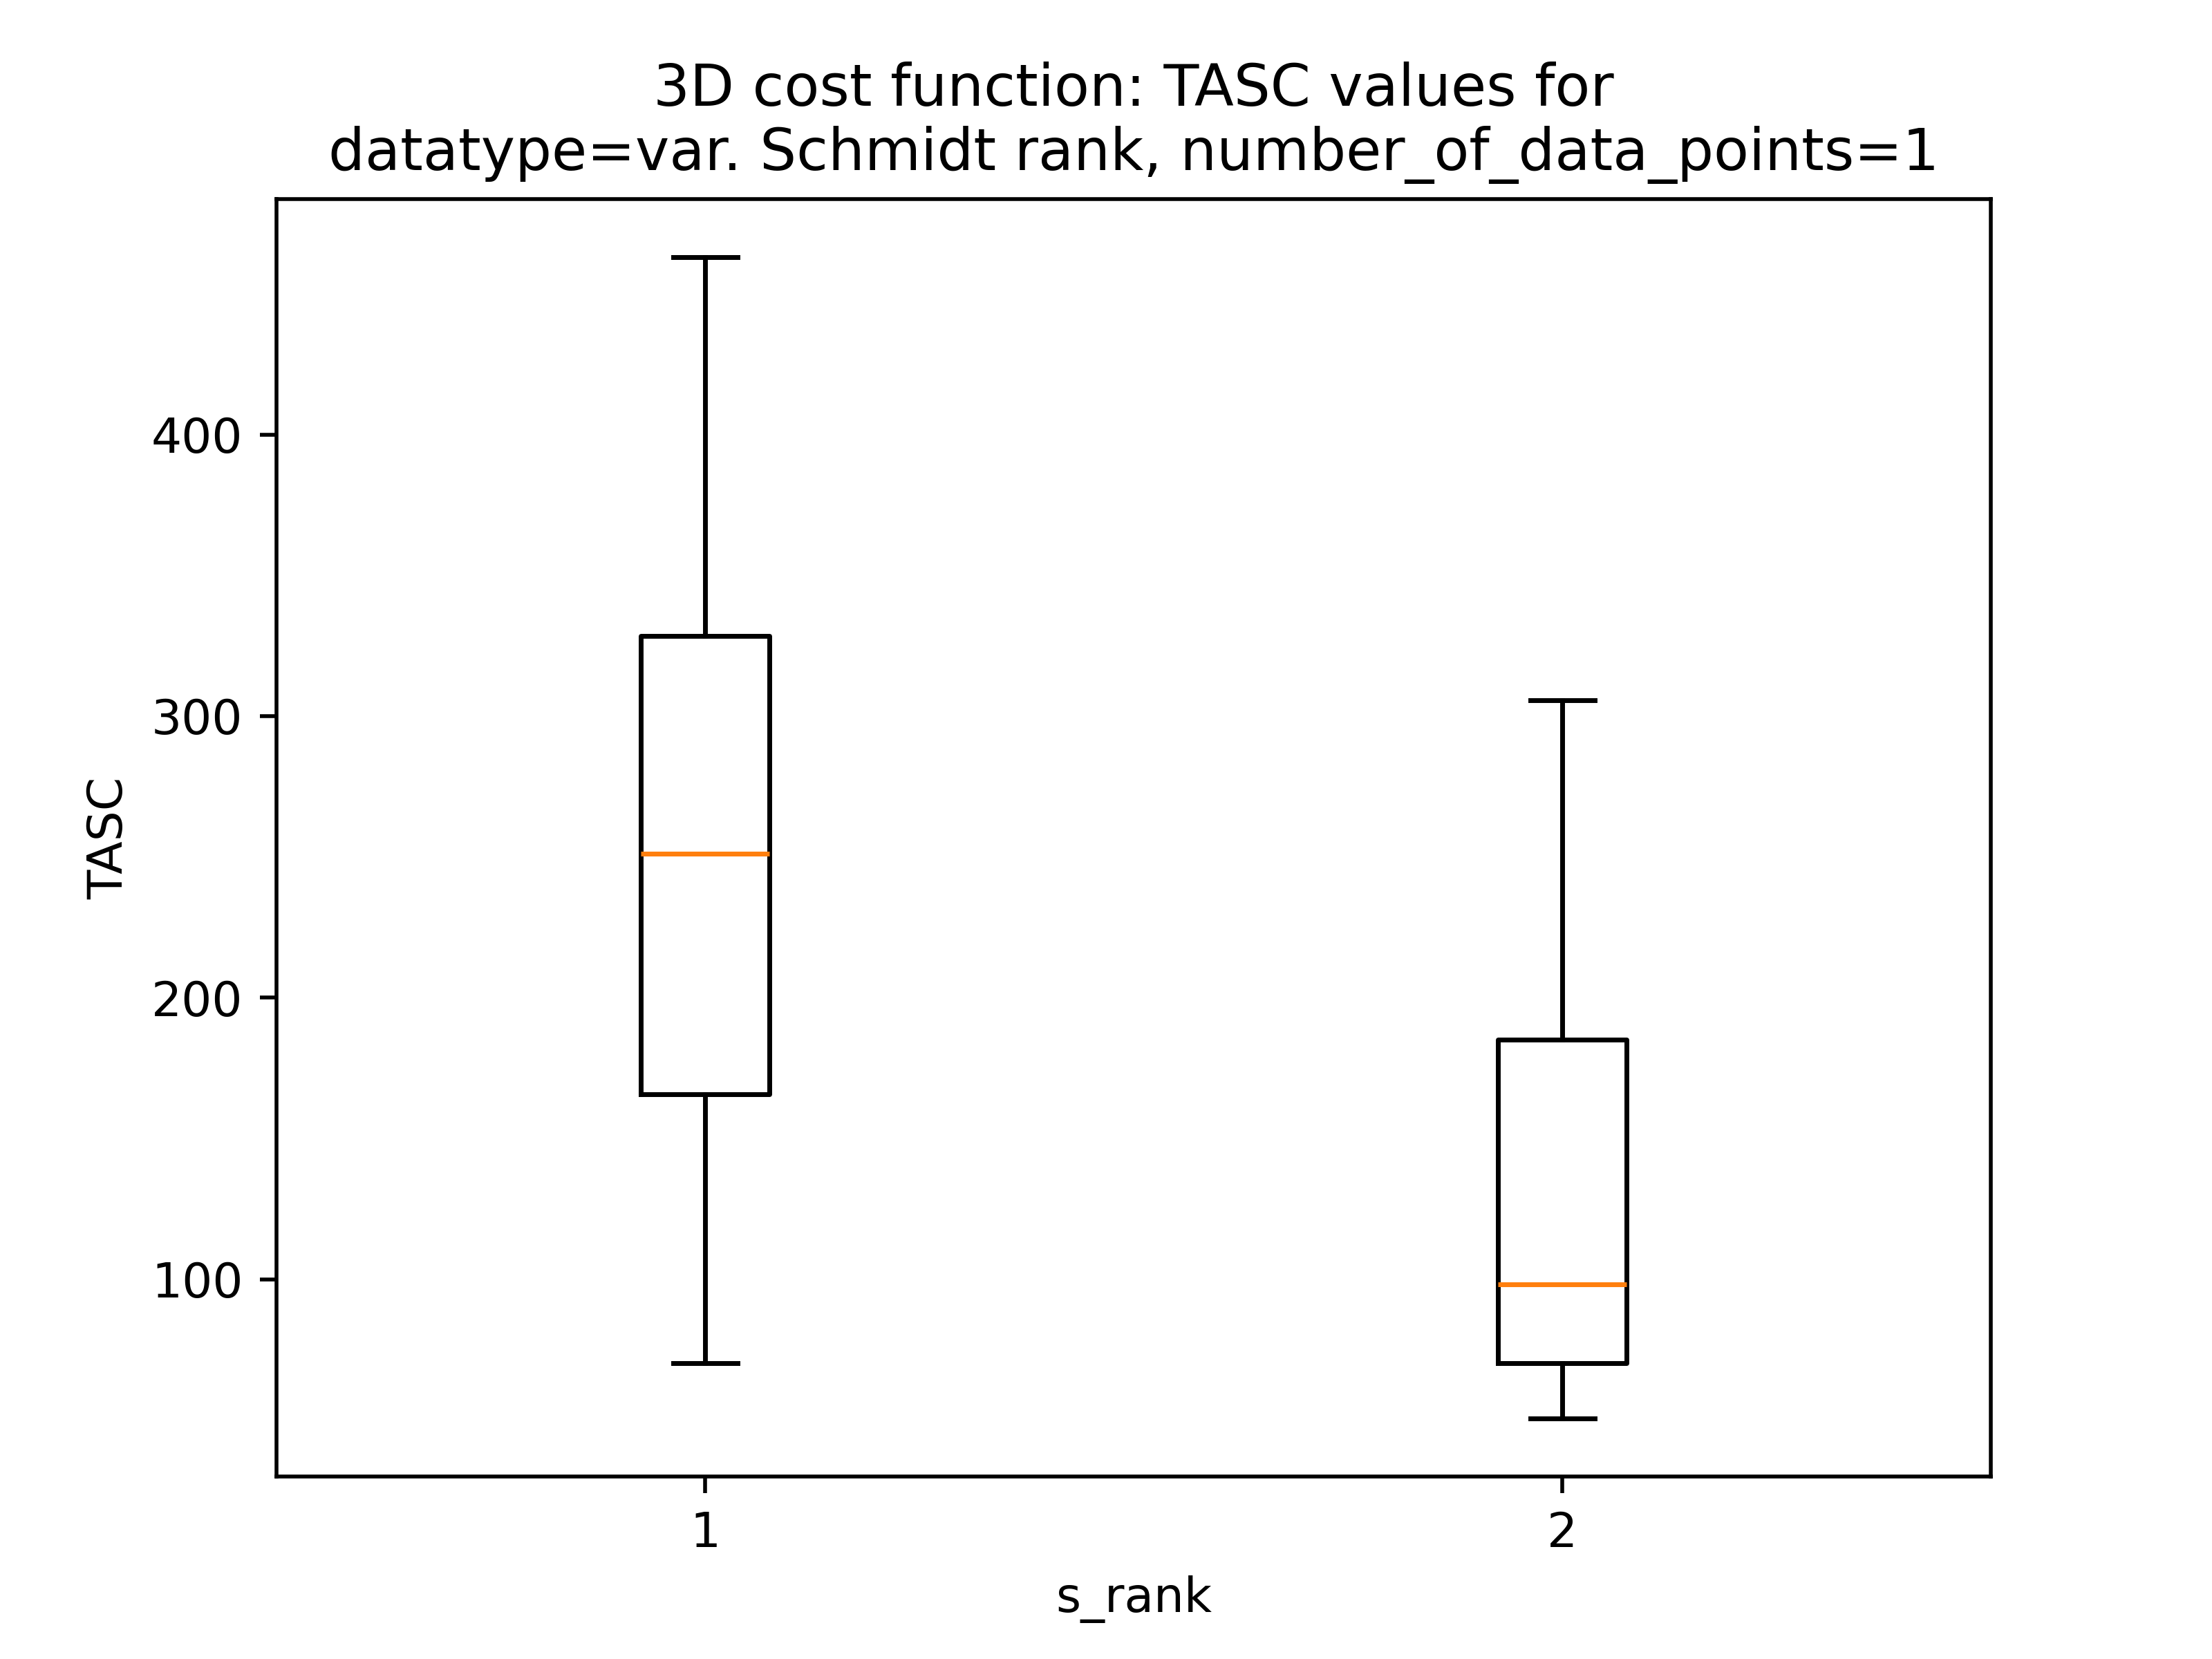 3D cost function: TASC values for
datatype=var. Schmidt rank, number_of_data_points=1
400
300
200
100
TASC
1
2
s_rank